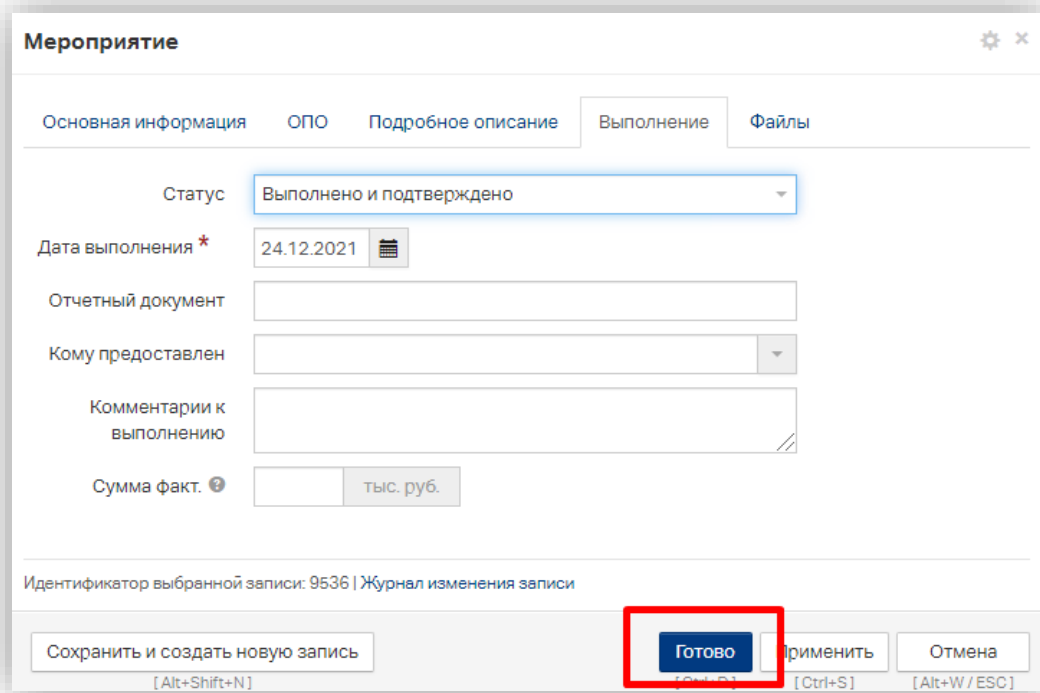 Мероприятие
Основная информация ОПО Подробное описание Выполнение Файлы
Статус Выполнено и подтверждено
Дата выполнения * 24.12.2021
Отчетный документ
Кому предоставлен
Комментарии к
выполнению
Сумма факт. тыс. руб.
Идентификатор выбранной записи: 9536 | Журнал изменения записи
Сохранить и создать новую запись Готово Применить Отмена
[Alt+Shift+N] [Ctrl+S] [Alt+W / ESC]